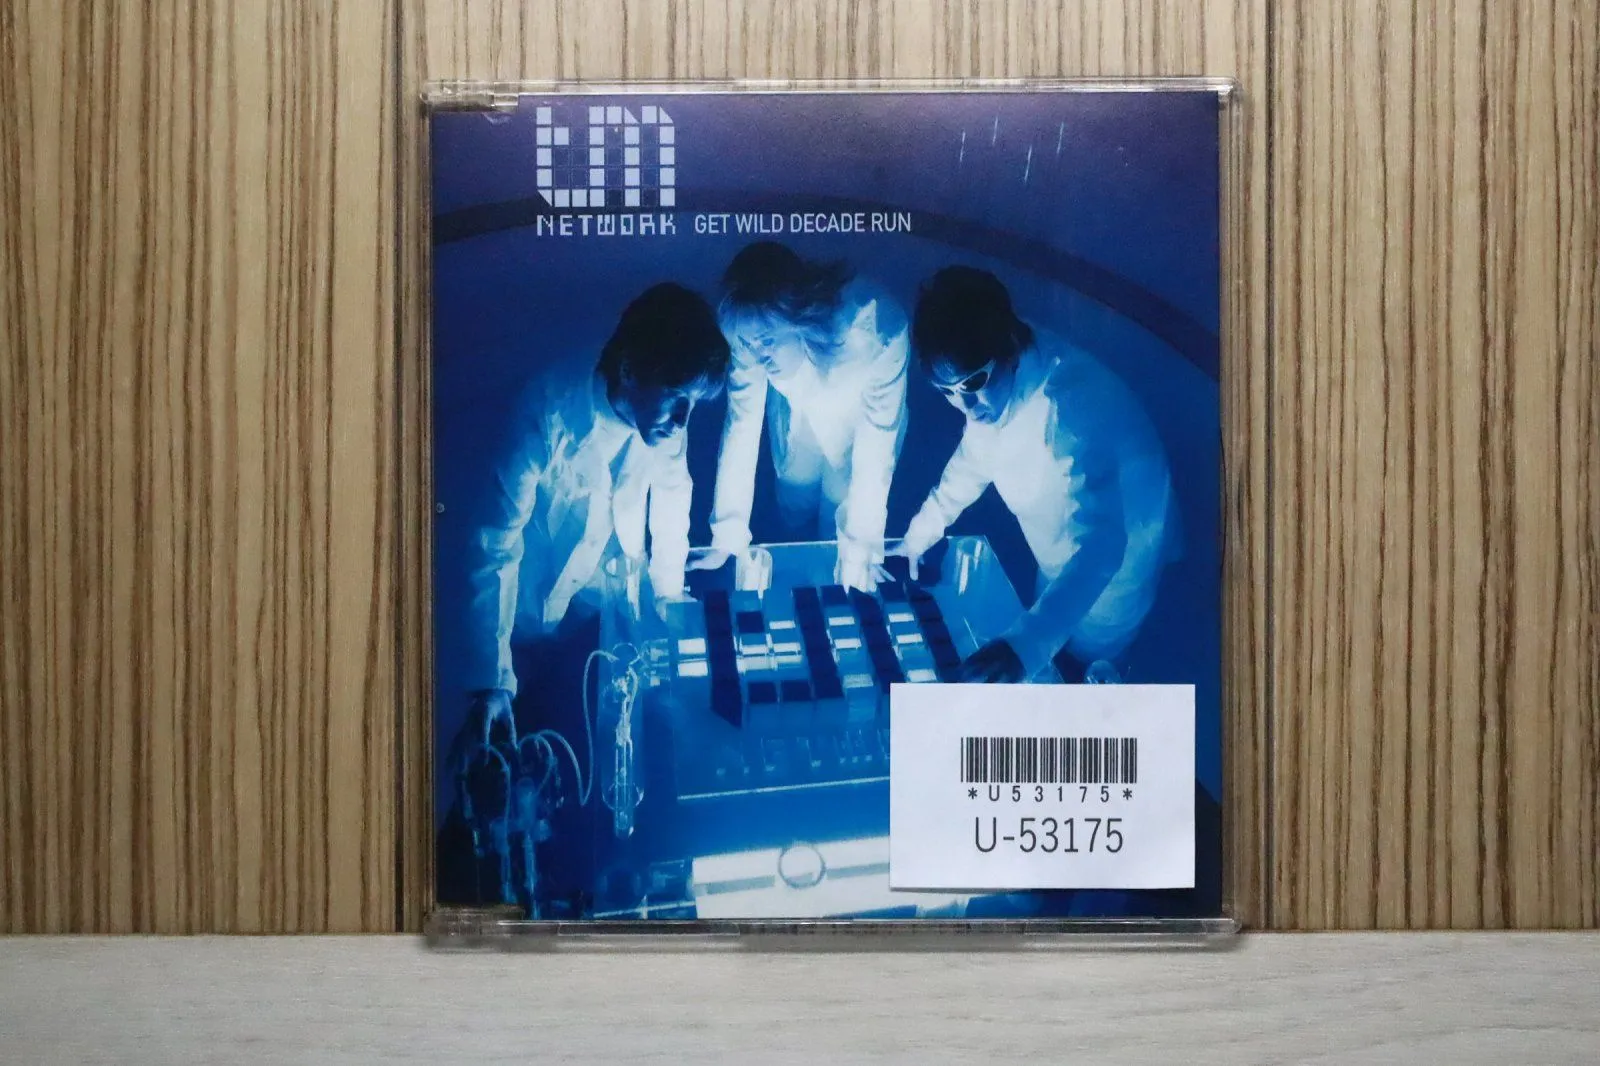 tm
NETWORK GET WILD DECADE RUN
*U53175*
U-53175